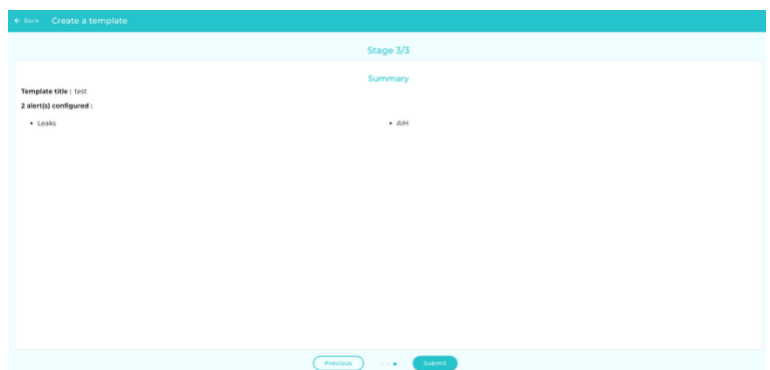 ← Back Create a template
Stage 3/3
Summary
Template title : test
2 alert(s) configured :
• Leaks
• AIH
Previous
Submit